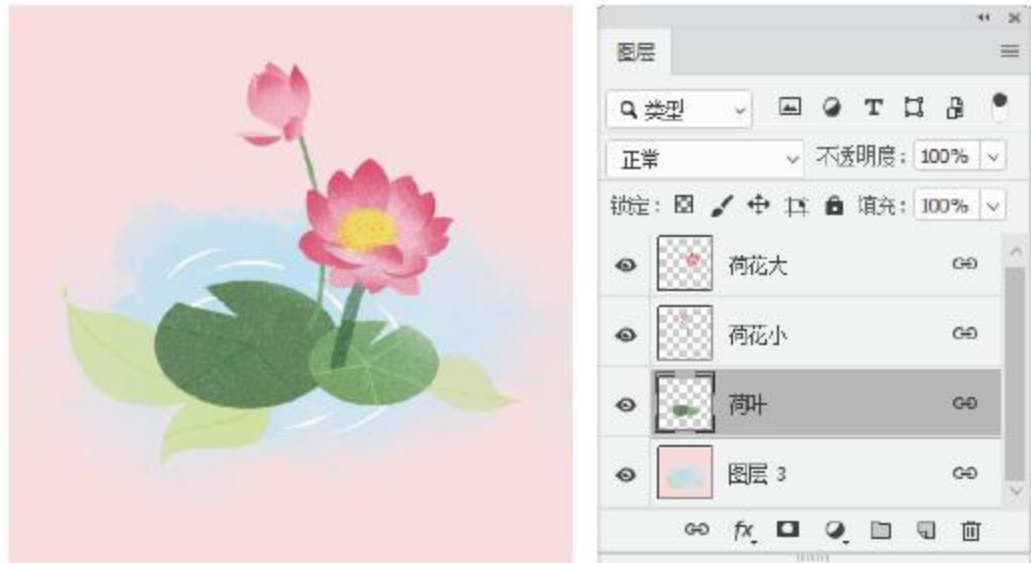 图层
类型
正常 不透明度: 100%
锁定: 填充: 100%
荷花大
荷花小
荷叶
图层 3
fx